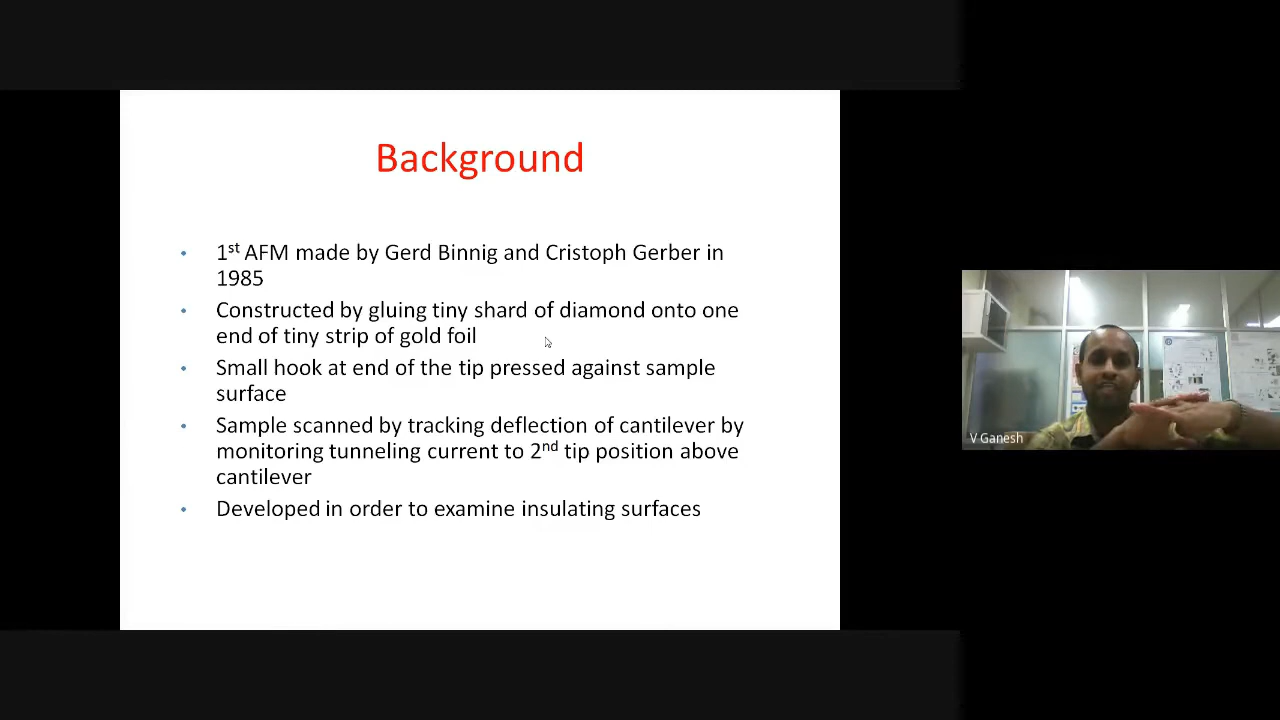 Background
• 1st AFM made by Gerd Binnig and Cristoph Gerber in
1985
• Constructed by gluing tiny shard of diamond onto one
end of tiny strip of gold foil
• Small hook at end of the tip pressed against sample
surface
• Sample scanned by tracking deflection of cantilever by
monitoring tunneling current to 2nd tip position above
cantilever
• Developed in order to examine insulating surfaces
V Ganesh